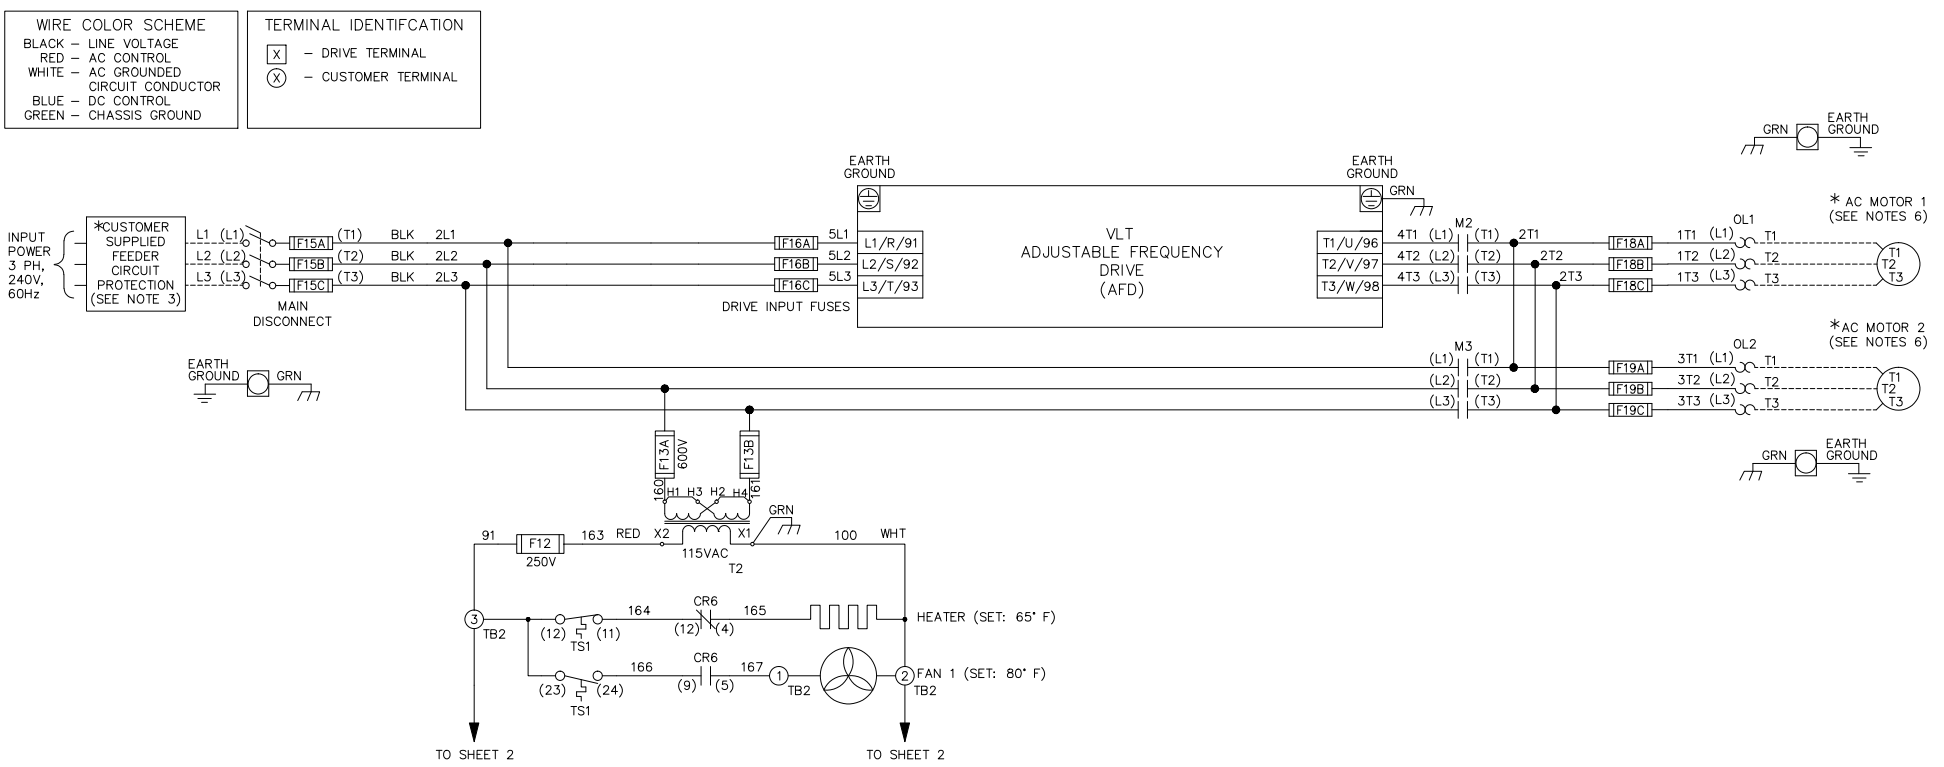 WIRE COLOR SCHEME
BLACK – LINE VOLTAGE
RED – AC CONTROL
WHITE – AC GROUNDED
CIRCUIT CONDUCTOR
BLUE – DC CONTROL
GREEN – CHASSIS GROUND
TERMINAL IDENTIFCATION
X – DRIVE TERMINAL
X – CUSTOMER TERMINAL
INPUT
POWER
3 PH,
240V,
60Hz
*CUSTOMER
SUPPLIED
FEEDER
CIRCUIT
PROTECTION
(SEE NOTE 3)
L1 (L1) F15A (T1) BLK 2L1 F16A 5L1 L1/R/91
L2 (L2) F15B (T2) BLK 2L2 F16B 5L2 L2/S/92
L3 (L3) F15C (T3) BLK 2L3 F16C 5L3 L3/T/93
MAIN
DISCONNECT
DRIVE INPUT FUSES
EARTH
GROUND
EARTH
GROUND
GRN
VLT
ADJUSTABLE FREQUENCY
DRIVE
(AFD)
M2
T1/U/96 4T1 (L1) (T1) 2T1 F18A 1T1 (L1) T1
T2/V/97 4T2 (L2) (T2) 2T2 F18B 1T2 (L2) T2
T3/W/98 4T3 (L3) (T3) 2T3 F18C 1T3 (L3) T3
OL1
GRN
EARTH
GROUND
* AC MOTOR 1
(SEE NOTES 6)
T1
T2
T3
M3
(L1) (T1) F19A 3T1 (L1) T1
(L2) (T2) F19B 3T2 (L2) T2
(L3) (T3) F19C 3T3 (L3) T3
OL2
* AC MOTOR 2
(SEE NOTES 6)
T1
T2
T3
GRN
EARTH
GROUND
EARTH
GROUND
GRN
F13A
600V
F13B
160
161
H1 H3 H2 H4
GRN
91 F12 163 RED X2 X1 100 WHT
250V
115VAC
T2
3
TB2
(12) (11) 164 CR6 (12) (4) 165 HEATER (SET: 65° F)
TS1
(23) (24) 166 CR6 (9) (5) 167 1 TB2 2 FAN 1 (SET: 80° F)
TB2
TS1
TO SHEET 2
TO SHEET 2